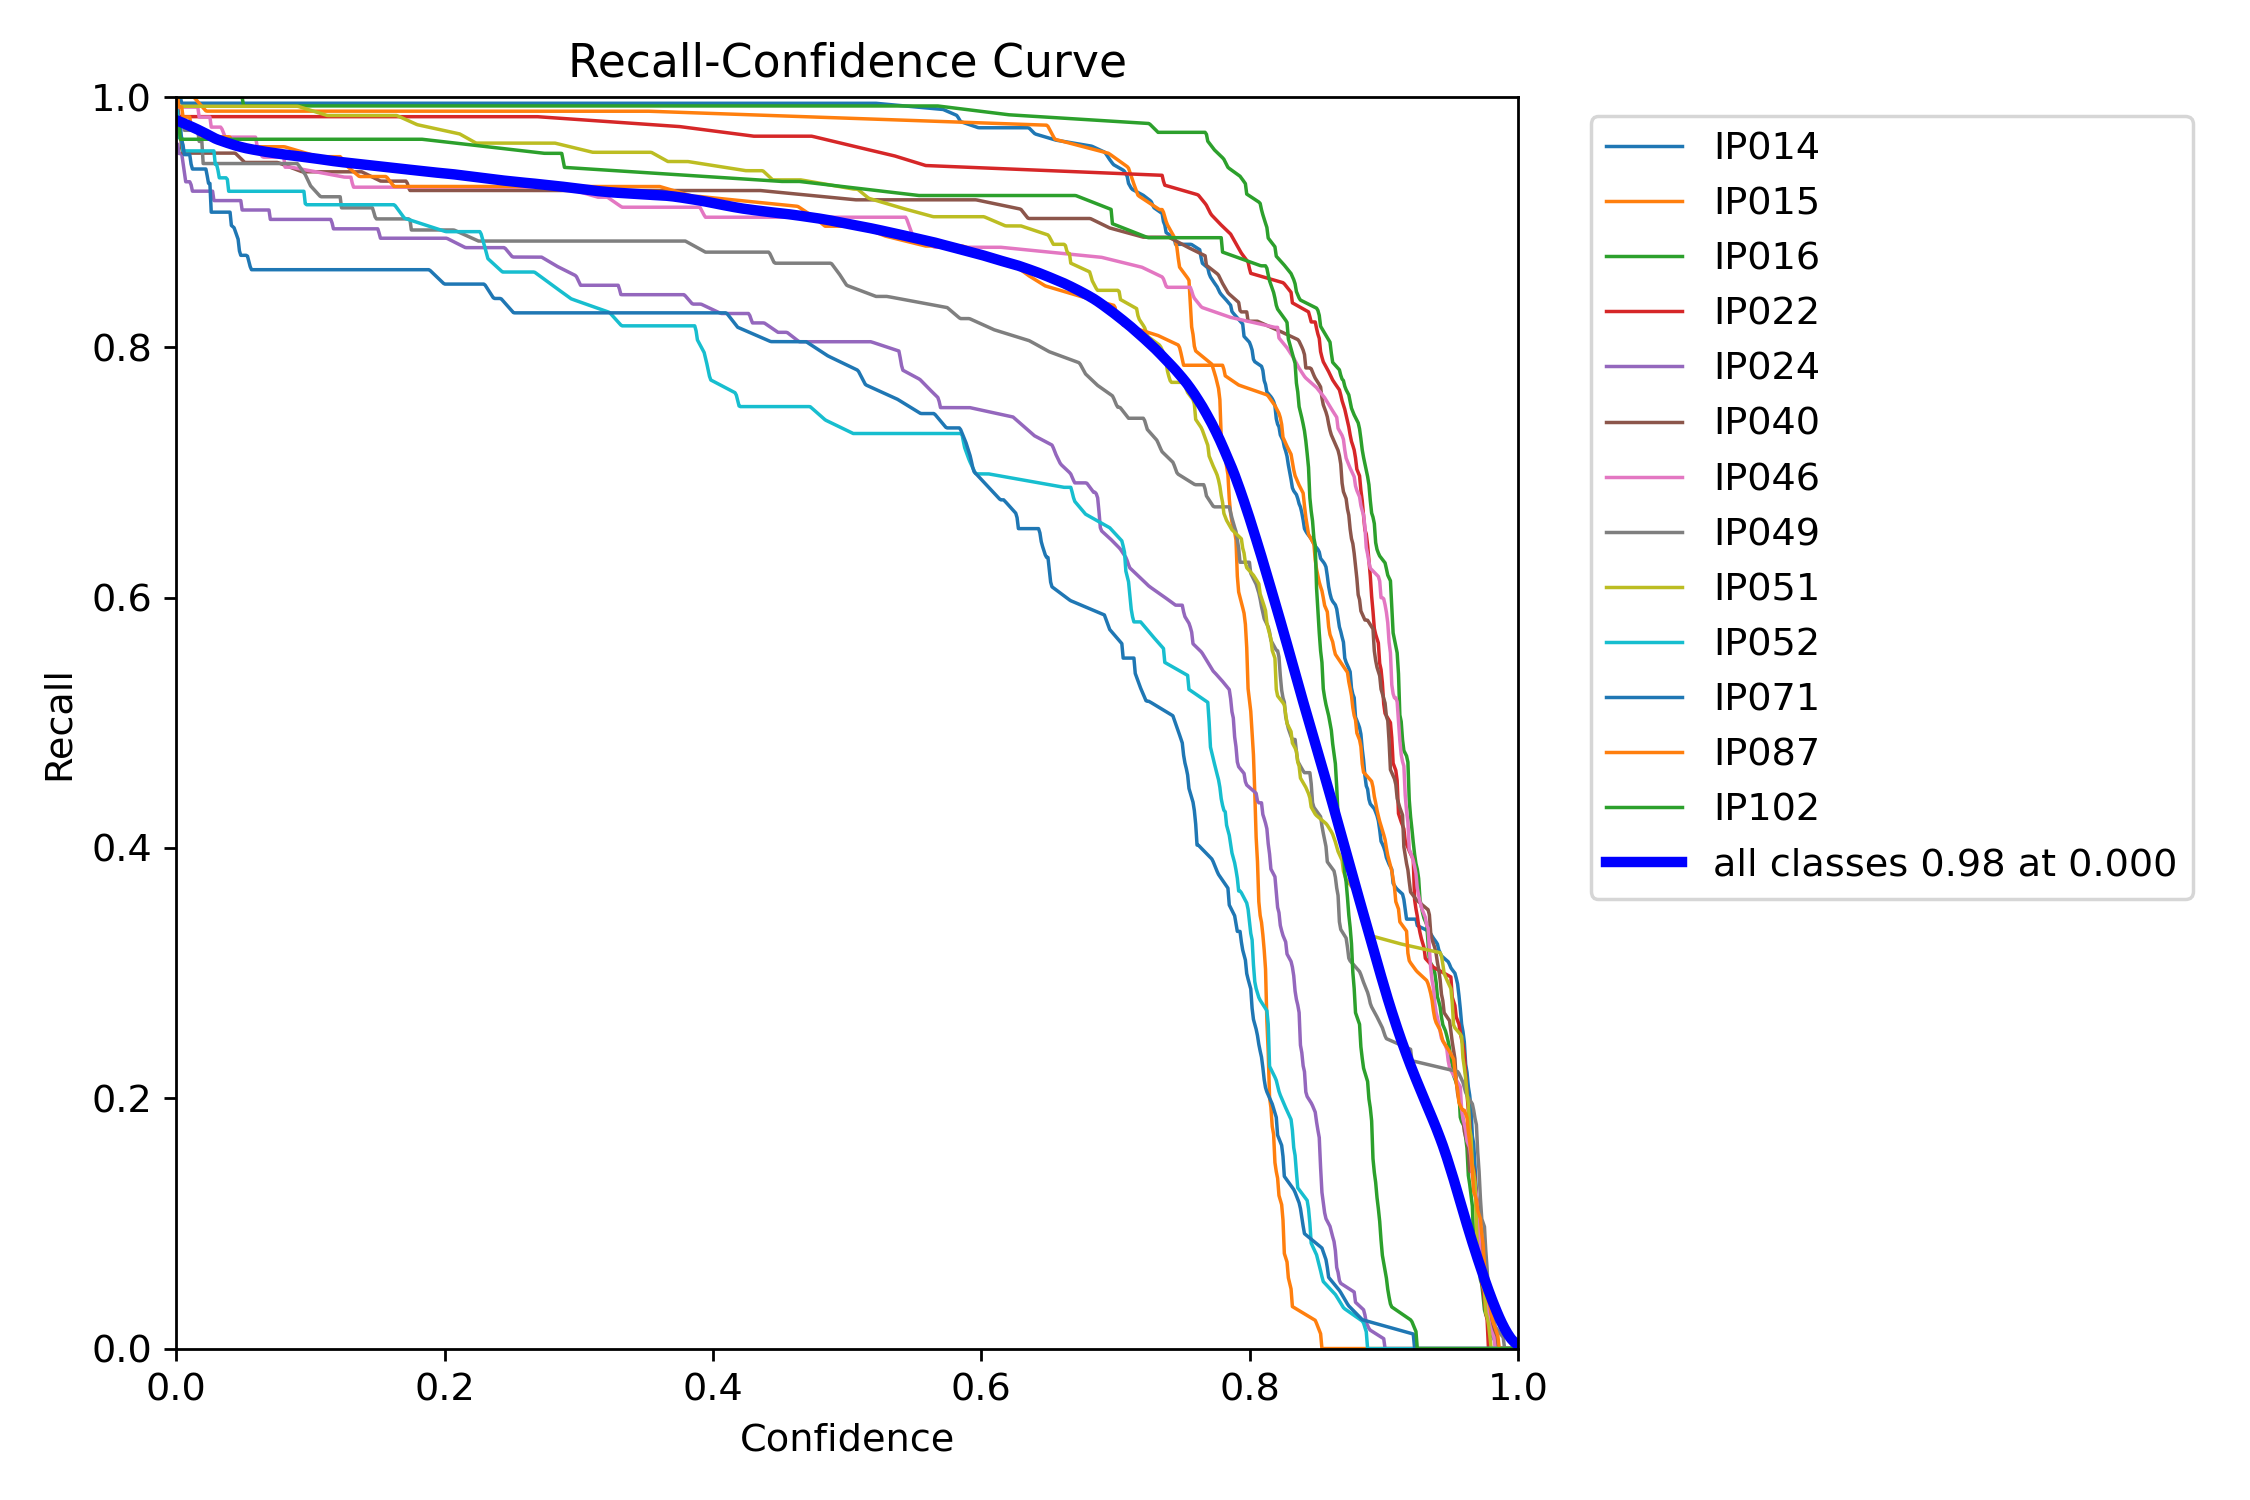 Recall-Confidence Curve
1.0
0.8
0.6
0.4
0.2
0.0
Recall
0.0 0.2 0.4 0.6 0.8 1.0
Confidence
IP014
IP015
IP016
IP022
IP024
IP040
IP046
IP049
IP051
IP052
IP071
IP087
IP102
all classes 0.98 at 0.000